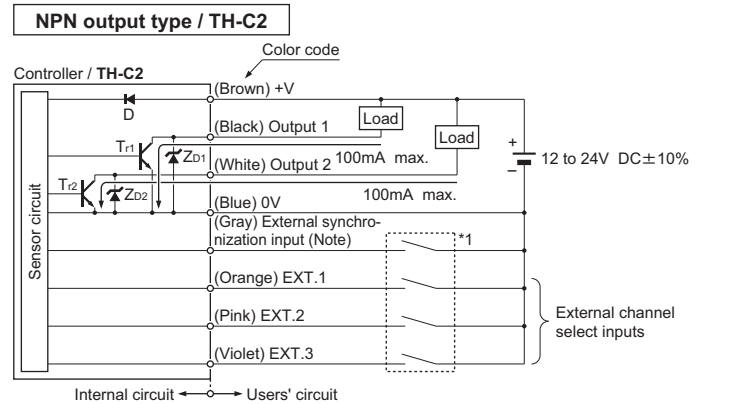 NPN output type / TH-C2
Color code
Controller / TH-C2
(Brown) +V
D
(Black) Output 1
Load
Load
Tr1
ZD1
100mA max.
+
−
12 to 24V DC±10%
(White) Output 2
Tr2
ZD2
100mA max.
(Blue) 0V
(Gray) External synchro-
nization input (Note)
*1
Sensor circuit
(Orange) EXT.1
(Pink) EXT.2
External channel
select inputs
(Violet) EXT.3
Internal circuit
Users' circuit